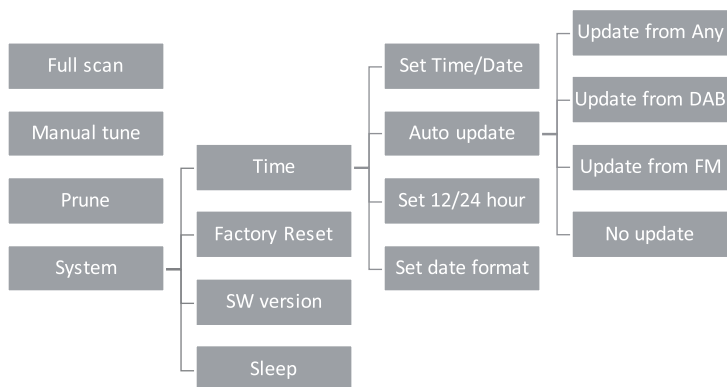 Full scan
Manual tune
Prune
System
Time
Factory Reset
SW version
Sleep
Set Time/Date
Auto update
Set 12/24 hour
Set date format
Update from Any
Update from DAB
Update from FM
No update